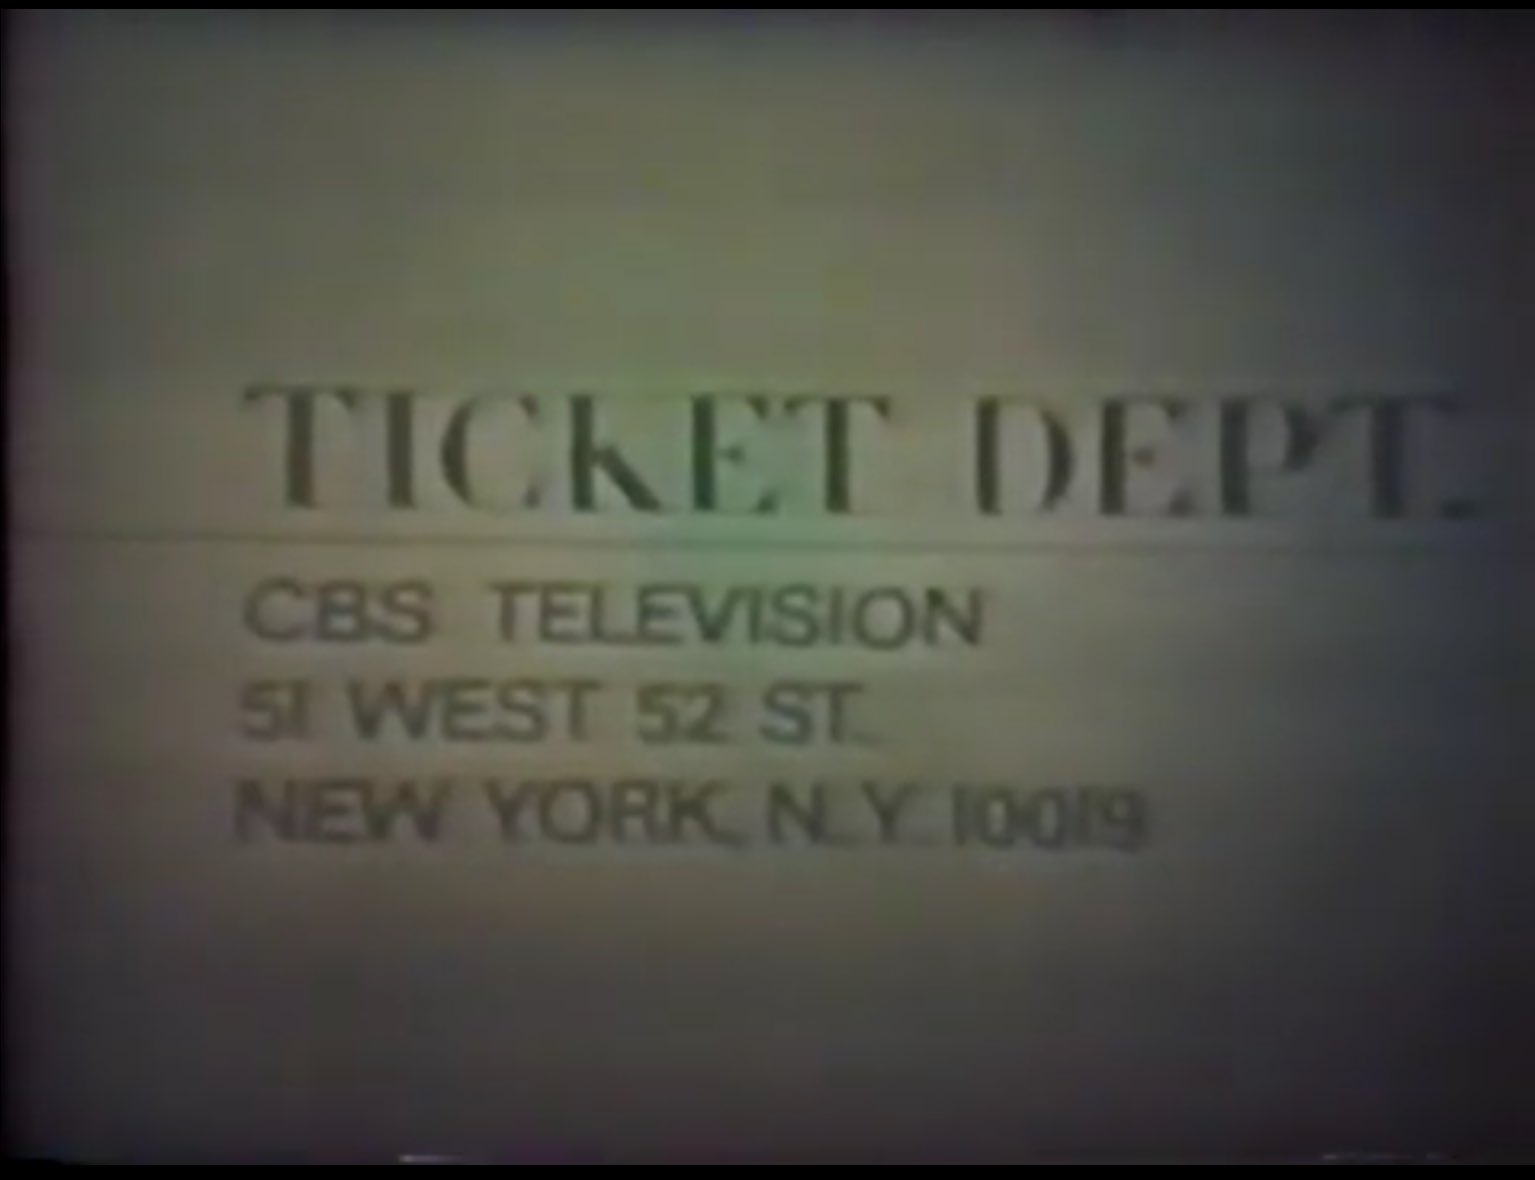 TICKET DEPT.
CBS TELEVISION
51 WEST 52 ST.
NEW YORK, N.Y. 10019